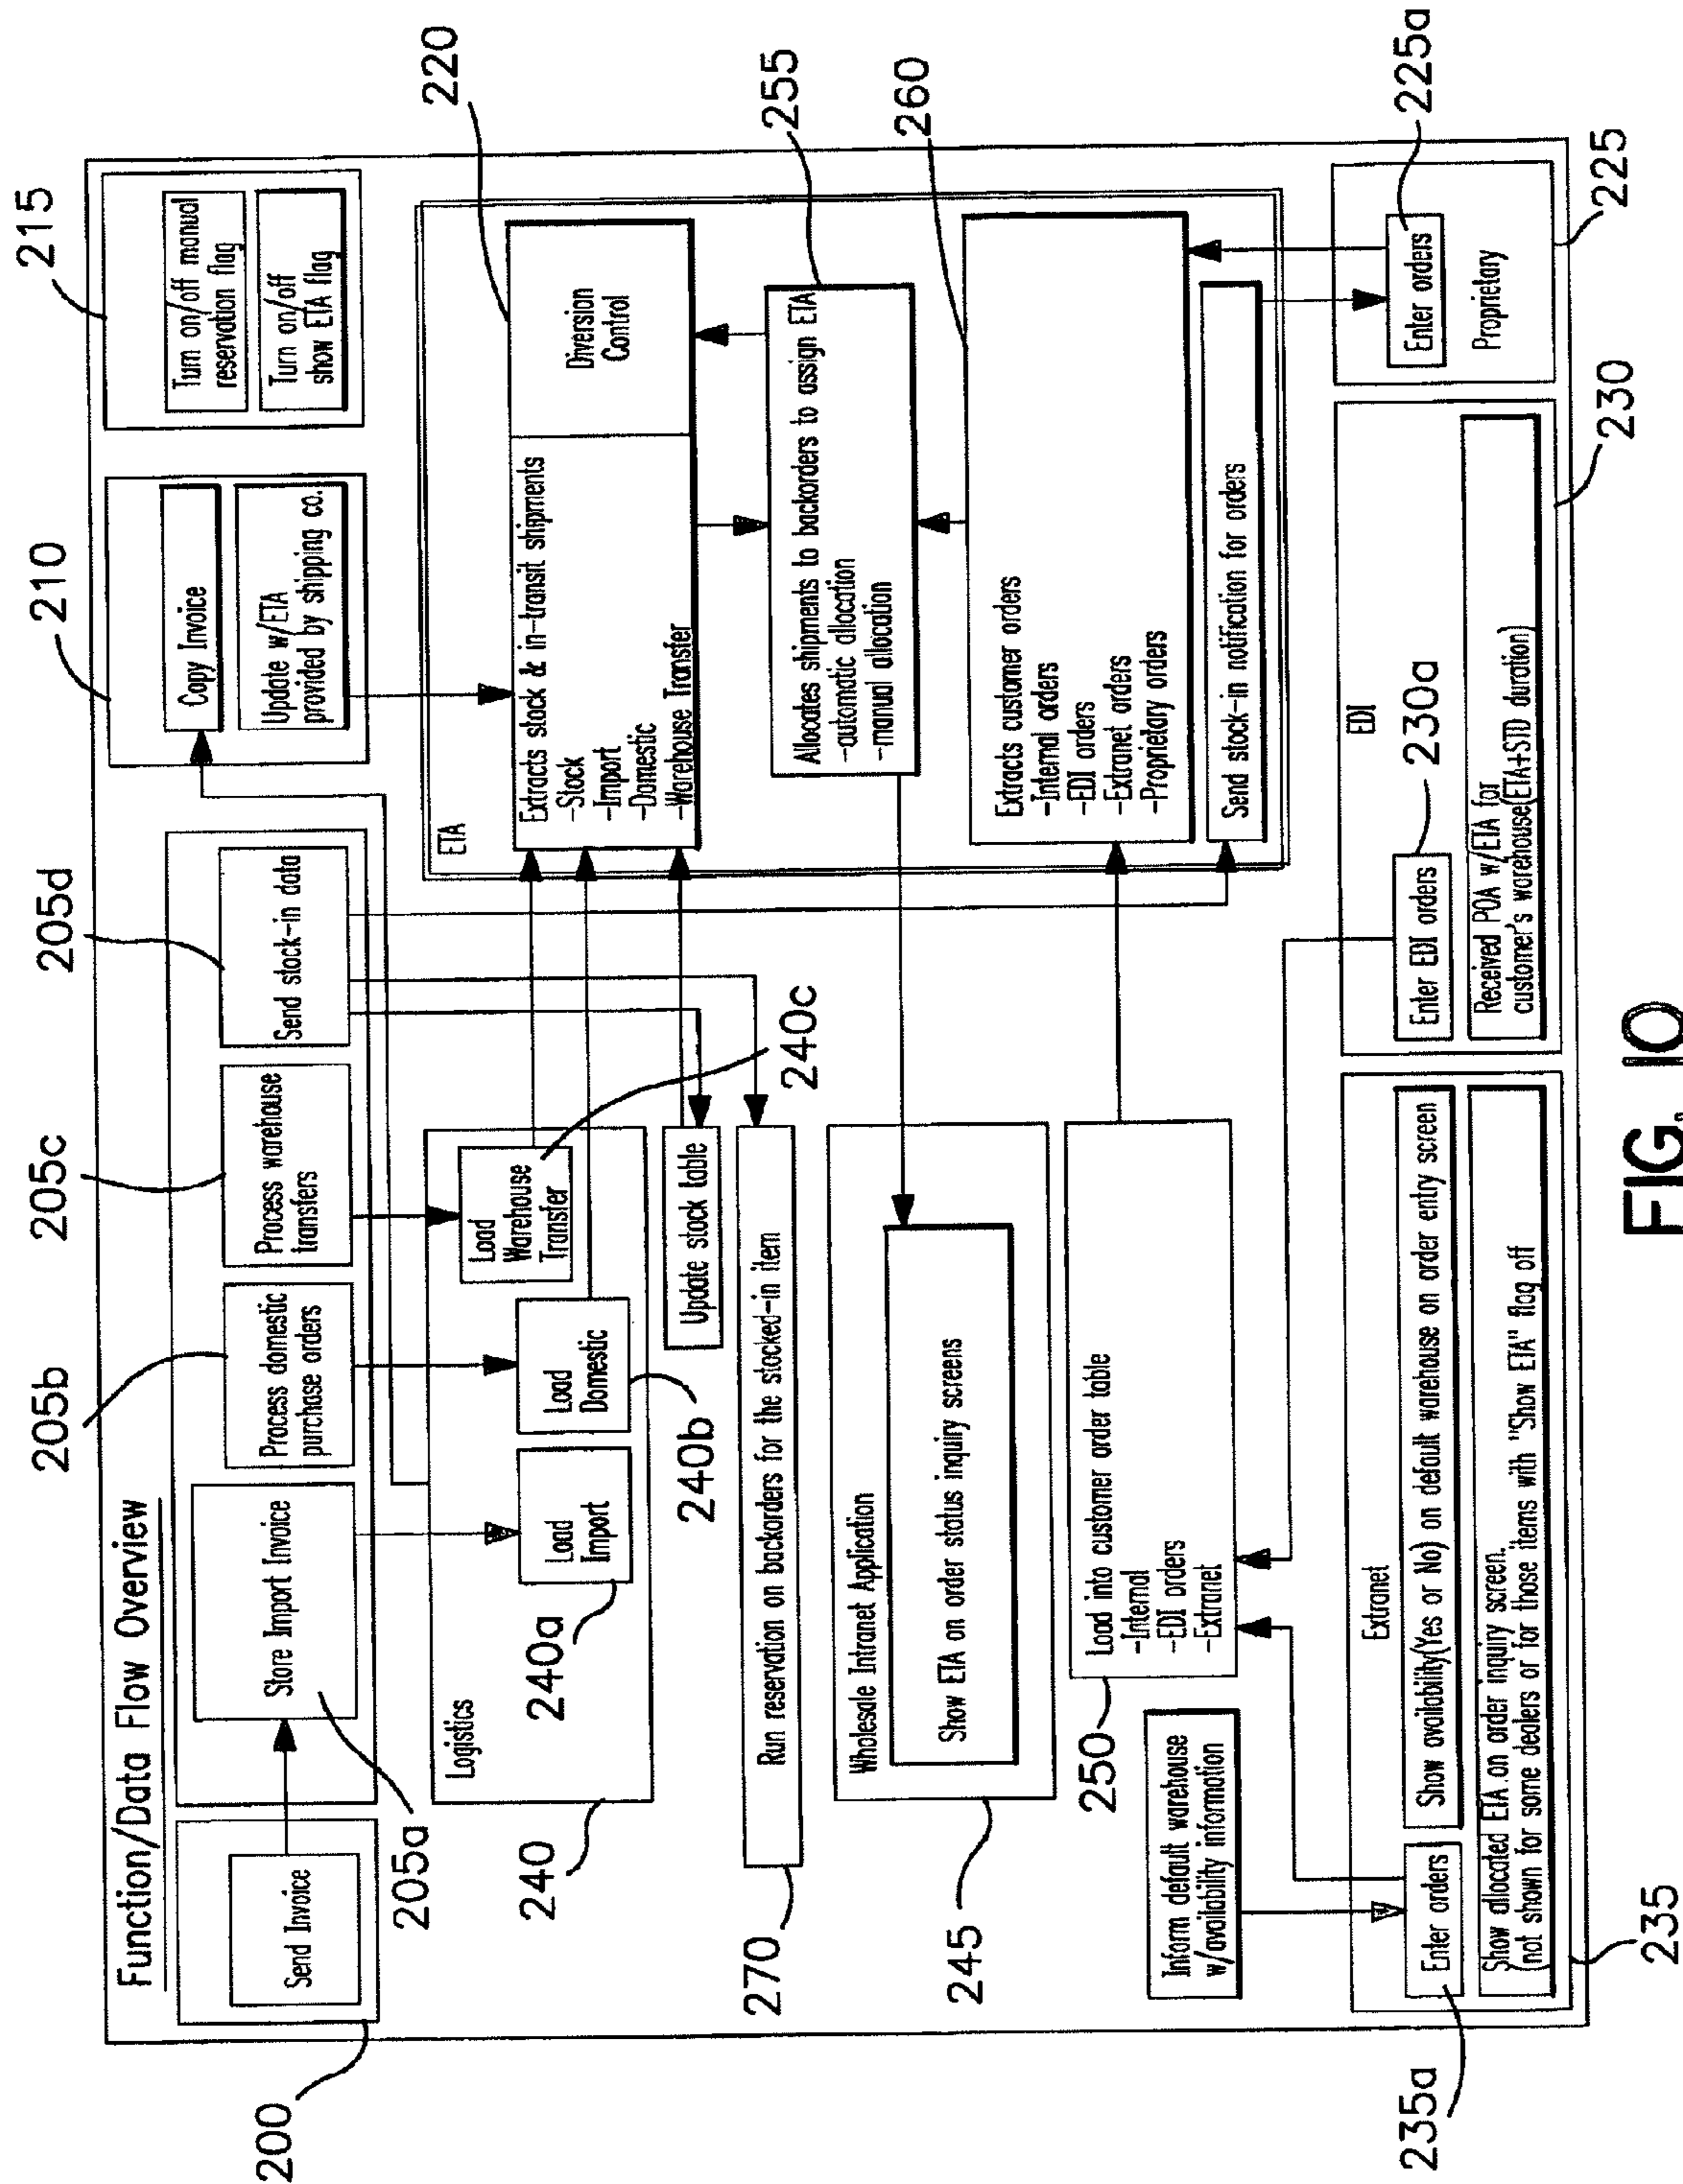 Function/Data Flow Overview
200
Send Invoice
205a
Store Import Invoice
205b
Process domestic
purchase orders
205c
Process warehouse
transfers
205d
Send stock-in data
210
Copy Invoice
Update w/ETA
provided by shipping co.
215
Turn on/off manual
reservation flag
Turn on/off
show ETA flag
240
Logistics
240a
Load
Import
240b
Load
Domestic
240c
Load
Warehouse
Transfer
Update stock table
270
Run reservation on backorders for the stocked-in item
ETA
220
Extracts stock & in-transit shipments
-Stock
-Import
-Domestic
-Warehouse Transfer
Diversion
Control
255
Allocates shipments to backorders to assign ETA
-automatic allocation
-manual allocation
260
Extracts customer orders
-Internal orders
-EDI orders
-Extranet orders
-Proprietary orders
Send stock-in notification for orders
245
Wholesale Intranet Application
Show ETA on order status inquiry screens
250
Load into customer order table
-Internal
-EDI orders
-Extranet
Inform default warehouse
w/availability information
235
235a
Extranet
Enter orders
Show availability(Yes or No) on default warehouse on order entry screen
Show allocated ETA on order inquiry screen.
(not shown for some dealers or for those items with "Show ETA" flag off
230
230a
EDI
Enter EDI orders
Received POA w/ETA for
customer's warehouse(ETA+STD duration)
225
225a
Enter orders
Proprietary
FIG. 10